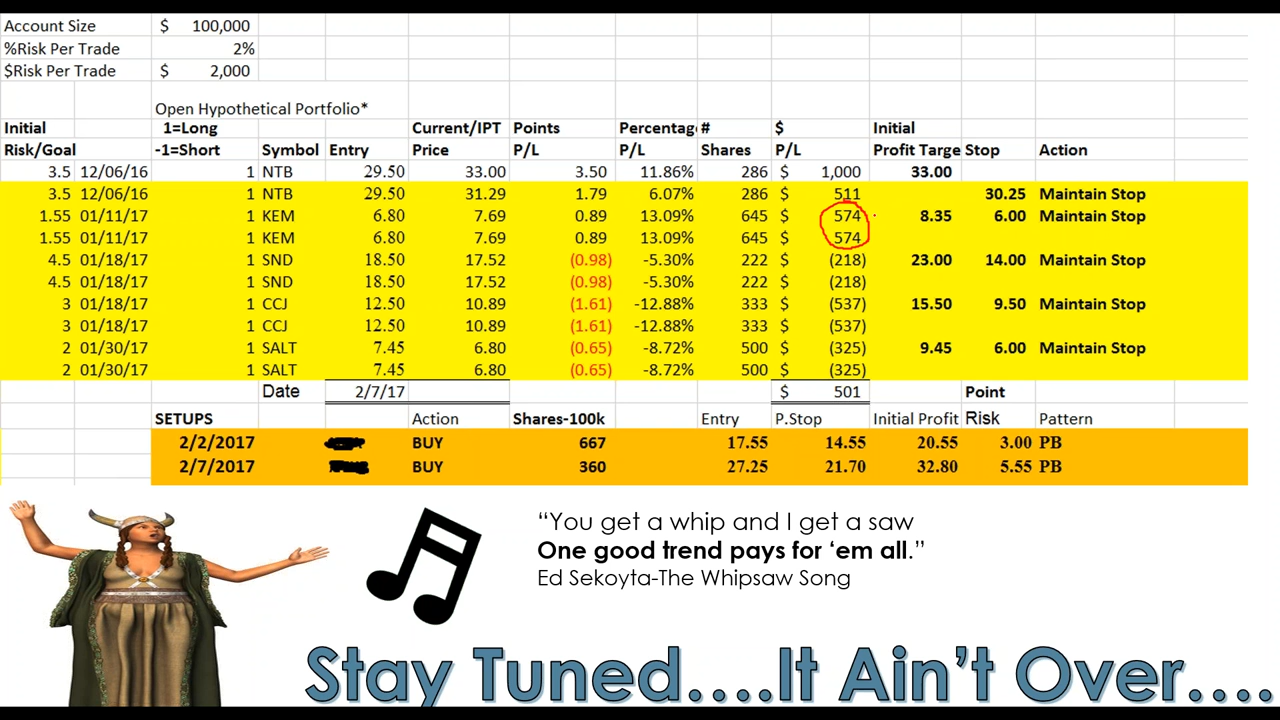 Account Size $ 100,000
%Risk Per Trade 2%
$Risk Per Trade $ 2,000
Open Hypothetical Portfolio*
Initial 1=Long Current/IPT Points Percentag # $ Initial
Risk/Goal -1=Short Symbol Entry Price P/L P/L Shares P/L Profit Targe Stop Action
3.5 12/06/16 1 NTB 29.50 33.00 3.50 11.86% 286 $ 1,000 33.00
3.5 12/06/16 1 NTB 29.50 31.29 1.79 6.07% 286 $ 511 30.25 Maintain Stop
1.55 01/11/17 1 KEM 6.80 7.69 0.89 13.09% 645 $ 574 8.35 6.00 Maintain Stop
1.55 01/11/17 1 KEM 6.80 7.69 0.89 13.09% 645 $ 574
4.5 01/18/17 1 SND 18.50 17.52 (0.98) -5.30% 222 $ (218) 23.00 14.00 Maintain Stop
4.5 01/18/17 1 SND 18.50 17.52 (0.98) -5.30% 222 $ (218)
3 01/18/17 1 CCJ 12.50 10.89 (1.61) -12.88% 333 $ (537) 15.50 9.50 Maintain Stop
3 01/18/17 1 CCJ 12.50 10.89 (1.61) -12.88% 333 $ (537)
2 01/30/17 1 SALT 7.45 6.80 (0.65) -8.72% 500 $ (325) 9.45 6.00 Maintain Stop
2 01/30/17 1 SALT 7.45 6.80 (0.65) -8.72% 500 $ (325)
Date 2/7/17 $ 501 Point
SETUPS Action Shares-100k Entry P.Stop Initial Profit Risk Pattern
2/2/2017 BUY 667 17.55 14.55 20.55 3.00 PB
2/7/2017 BUY 360 27.25 21.70 32.80 5.55 PB
“You get a whip and I get a saw
One good trend pays for ‘em all.”
Ed Sekoyta-The Whipsaw Song
Stay Tuned....It Ain’t Over....